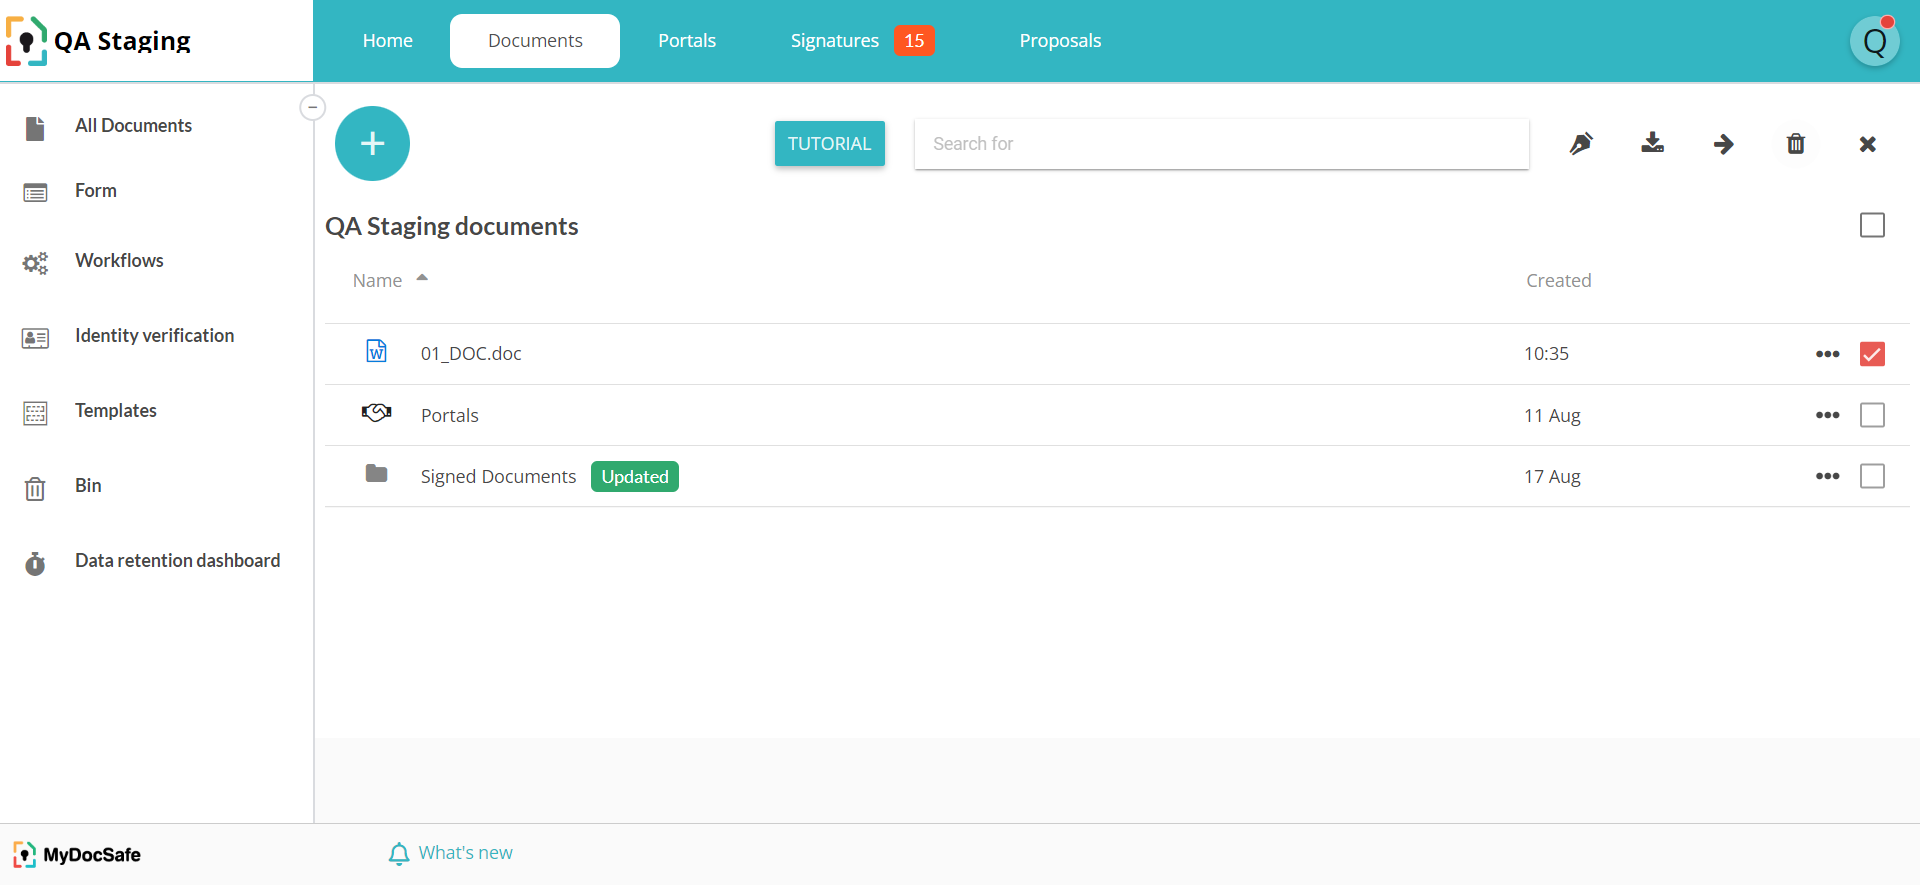 QA Staging
Home
Documents
Portals
Signatures 15
Proposals
Q
All Documents
Form
Workflows
Identity verification
Templates
Bin
Data retention dashboard
TUTORIAL
Search for
QA Staging documents
Name
Created
01_DOC.doc
10:35
Portals
11 Aug
Signed Documents Updated
17 Aug
MyDocSafe
What's new